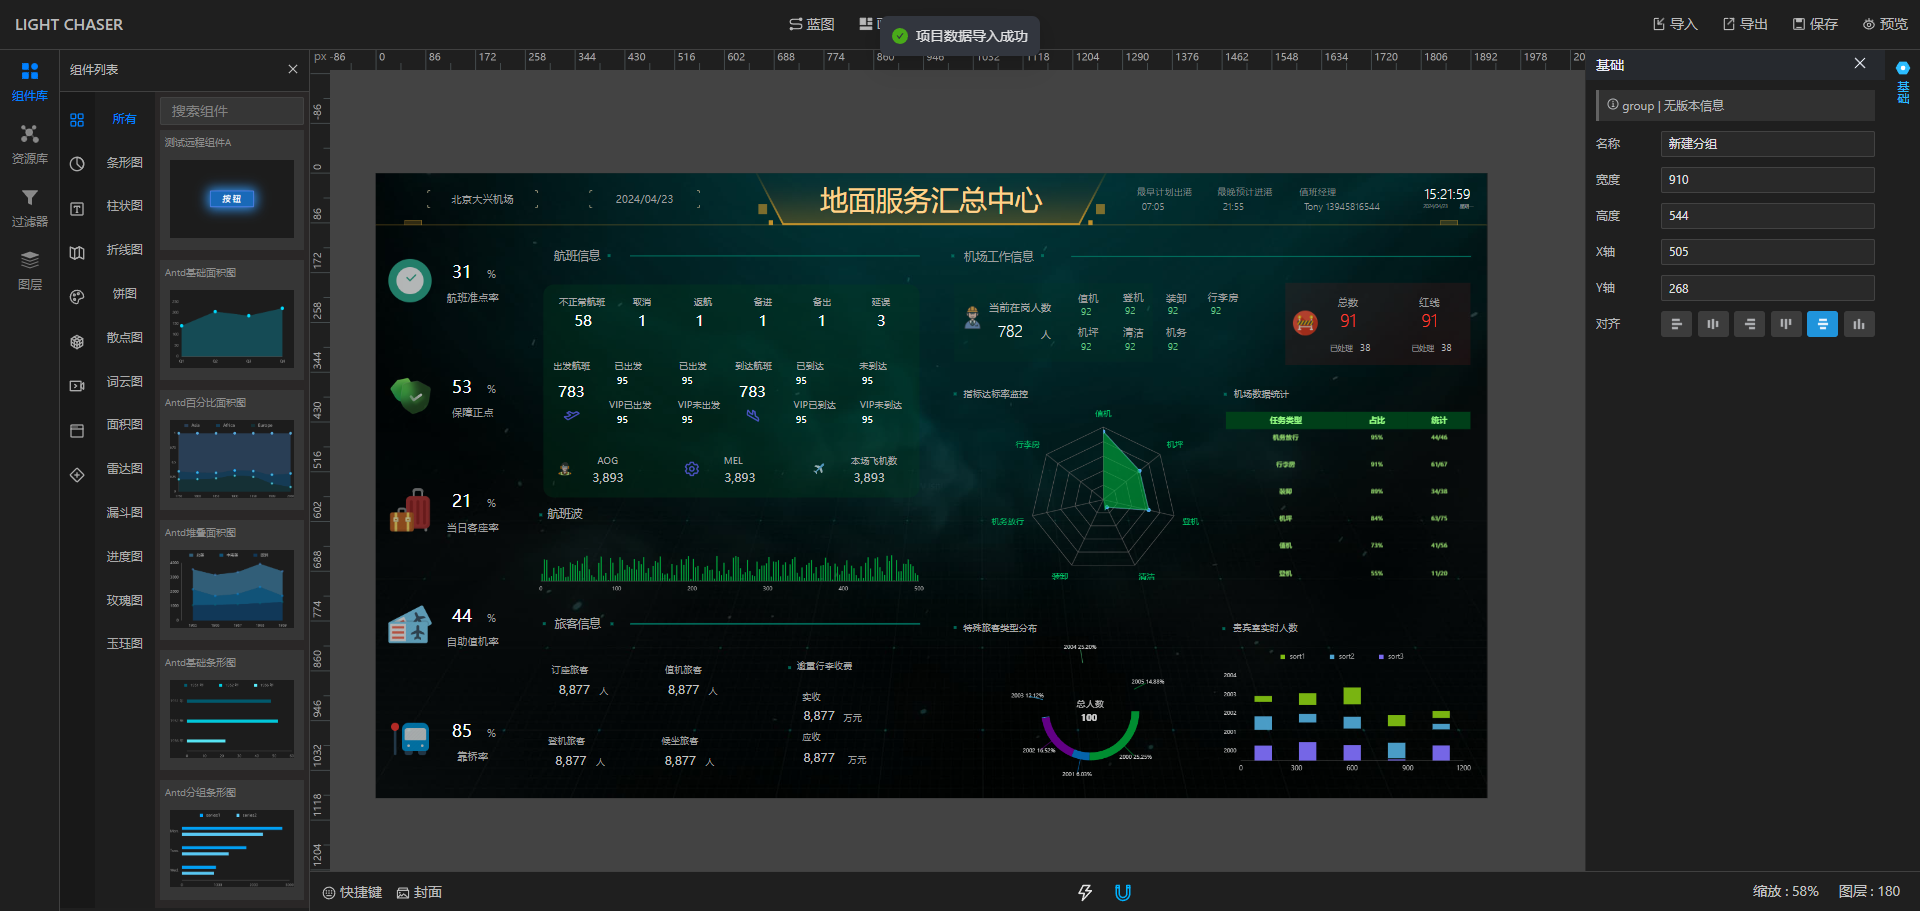 LIGHT CHASER
蓝图
项目数据导入成功
导入
导出
保存
预览
组件库
资源库
过滤器
图层
组件列表
所有
条形图
柱状图
折线图
饼图
散点图
词云图
面积图
雷达图
漏斗图
进度图
玫瑰图
玉珏图
搜索组件
测试远程组件A
按钮
Antd基础面积图
Antd百分比面积图
Antd堆叠面积图
Antd基础条形图
Antd分组条形图
px -86 0 86 172 258 344 430 516 602 688 774 860 946 1032 1118 1204 1290 1376 1462 1548 1634 1720 1806 1892 1978
-86
0
86
172
258
344
430
516
602
688
774
860
946
1032
1118
1204
北京大兴机场
2024/04/23
地面服务汇总中心
最早计划出港
07:05
最晚预计进港
21:55
值班经理
Tony 13945816544
15:21:59
31 %
航班准点率
53 %
保障正点
21 %
当日客座率
44 %
自助值机率
85 %
靠桥率
航班信息
不正常航班 取消 返航 备进 备出 延误
58 1 1 1 1 3
出发航班 已出发 已出发 到达航班 已到达 未到达
783 95 95 783 95 95
VIP已出发 VIP未出发 VIP已到达 VIP未到达
95 95 95 95
AOG MEL 本场飞机数
3,893 3,893 3,893
航班波
0 100 200 300 400 500
旅客信息
订座旅客
8,877 人
值机旅客
8,877 人
登机旅客
8,877 人
候坐旅客
8,877 人
逾重行李收费
实收
8,877 万元
应收
8,877 万元
机场工作信息
当前在岗人数
782 人
值机 登机 装卸 行李房
92 92 92 92
机坪 清洁 机务
92 92 92
总数 红线
91 91
已处理 38 已处理 38
指标达标率监控
值机
机坪
登机
清洁
装卸
机务放行
行李房
机场数据统计
任务类型 占比 统计
机务放行 95% 44/46
行李房 91% 61/67
装卸 89% 34/38
机坪 84% 63/75
值机 73% 41/56
登机 55% 11/20
特殊旅客类型分布
2004 25.20%
2005 14.88%
2003 13.12%
2002 16.52%
2001 6.03%
2000 25.25%
总人数
100
贵宾室实时人数
sort1 sort2 sort3
2004
2003
2002
2001
2000
0 300 600 900 1200
基础
group | 无版本信息
名称 新建分组
宽度 910
高度 544
X轴 505
Y轴 268
对齐
基础
快捷键
封面
缩放 : 58%
图层 : 180